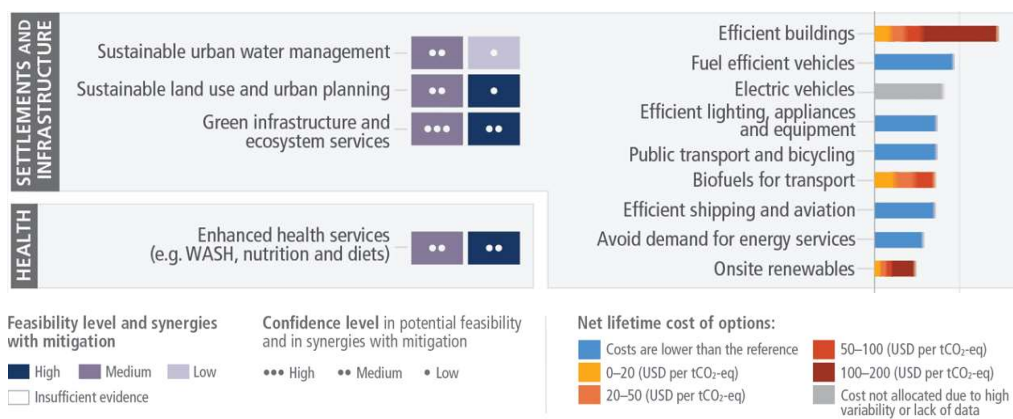 SETTLEMENTS AND
INFRASTRUCTURE
Sustainable urban water management
Sustainable land use and urban planning
Green infrastructure and
ecosystem services
HEALTH
Enhanced health services
(e.g. WASH, nutrition and diets)
Efficient buildings
Fuel efficient vehicles
Electric vehicles
Efficient lighting, appliances
and equipment
Public transport and bicycling
Biofuels for transport
Efficient shipping and aviation
Avoid demand for energy services
Onsite renewables
Feasibility level and synergies
with mitigation
High
Medium
Low
Insufficient evidence
Confidence level in potential feasibility
and in synergies with mitigation
••• High
•• Medium
• Low
Net lifetime cost of options:
Costs are lower than the reference
0–20 (USD per tCO₂-eq)
20–50 (USD per tCO₂-eq)
50–100 (USD per tCO₂-eq)
100–200 (USD per tCO₂-eq)
Cost not allocated due to high
variability or lack of data